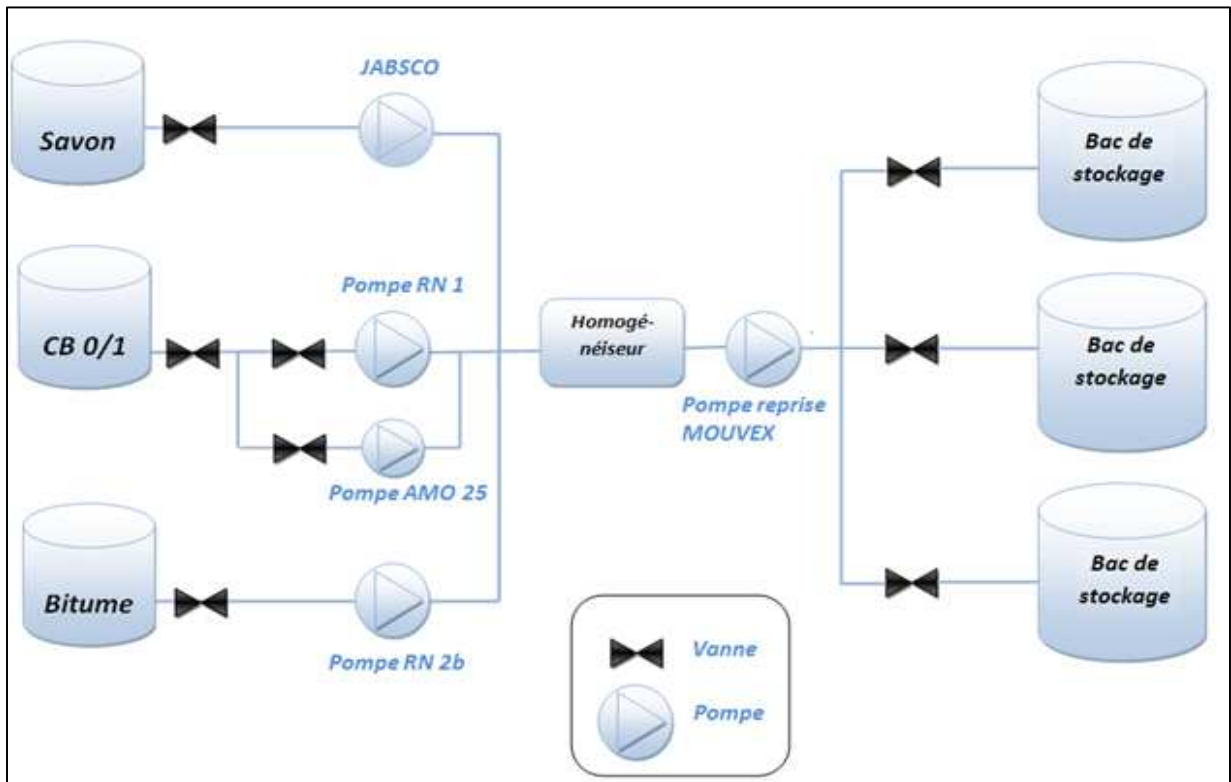 JABSCO
Savon
Bac de
stockage
Pompe RN 1
CB 0/1
Homogé-
néiseur
Bac de
stockage
Pompe reprise
MOUVEX
Pompe AMO 25
Bac de
stockage
Bitume
Pompe RN 2b
Vanne
Pompe